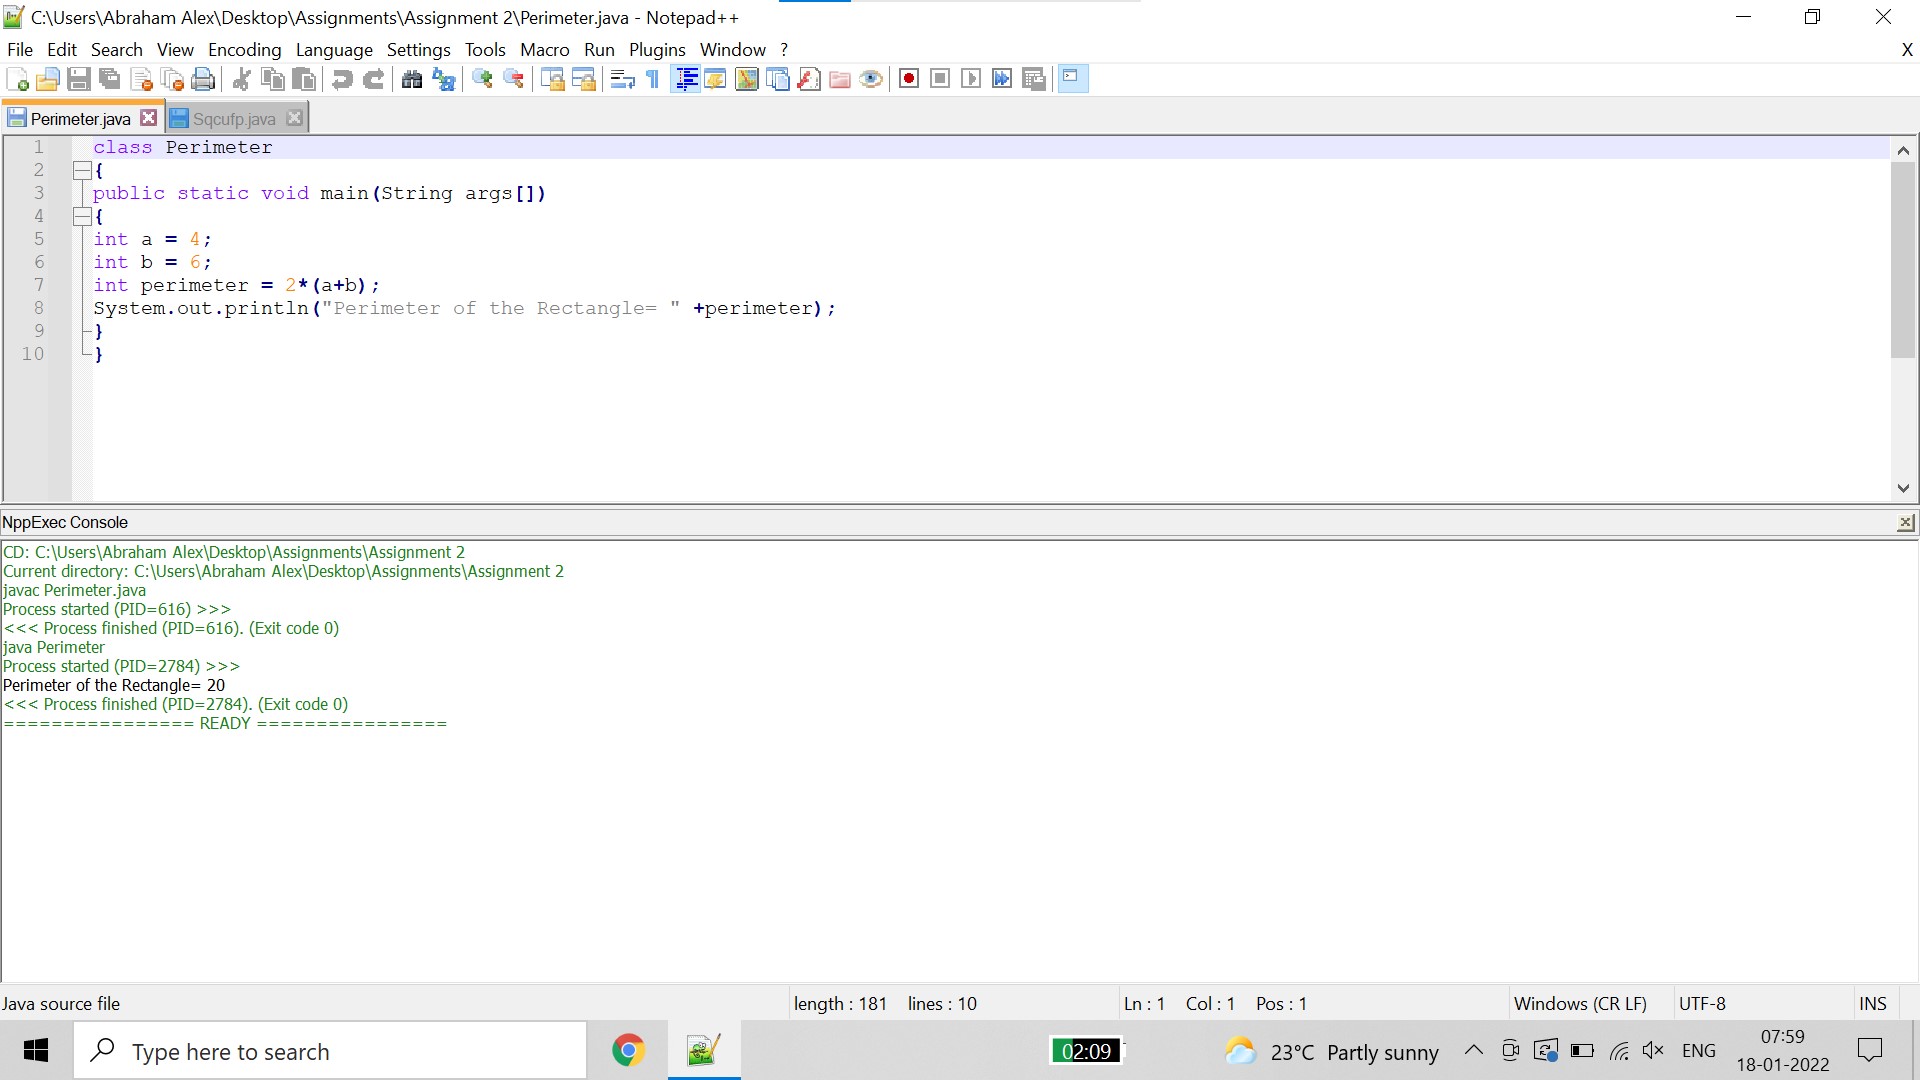 C:\Users\Abraham Alex\Desktop\Assignments\Assignment 2\Perimeter.java - Notepad++
File Edit Search View Encoding Language Settings Tools Macro Run Plugins Window ? X
Perimeter.java Sqcufp.java
1 class Perimeter
2 {
3 public static void main(String args[])
4 {
5 int a = 4;
6 int b = 6;
7 int perimeter = 2*(a+b);
8 System.out.println("Perimeter of the Rectangle= " +perimeter);
9 }
10 }
NppExec Console
CD: C:\Users\Abraham Alex\Desktop\Assignments\Assignment 2
Current directory: C:\Users\Abraham Alex\Desktop\Assignments\Assignment 2
javac Perimeter.java
Process started (PID=616) >>>
<<< Process finished (PID=616). (Exit code 0)
java Perimeter
Process started (PID=2784) >>>
Perimeter of the Rectangle= 20
<<< Process finished (PID=2784). (Exit code 0)
================ READY ================
Java source file length : 181 lines : 10 Ln : 1 Col : 1 Pos : 1 Windows (CR LF) UTF-8 INS
Type here to search 02:09 23°C Partly sunny ENG 07:59
18-01-2022